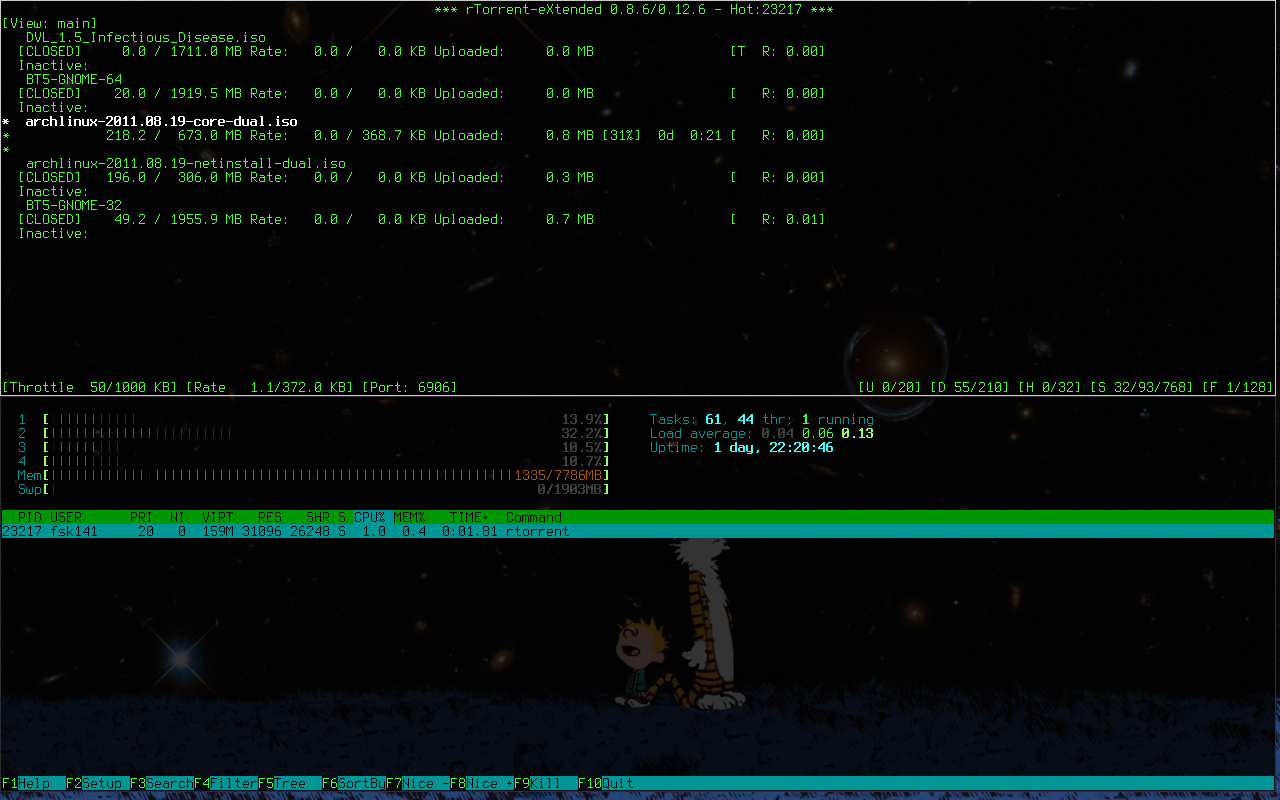 *** rTorrent-eXtended 0.8.6/0.12.6 - Hot:23217 ***
[View: main]
DVL_1.5_Infectious_Disease.iso
[CLOSED]     0.0 / 1711.0 MB Rate:   0.0 /   0.0 KB Uploaded:     0.0 MB                 [T  R: 0.00]
Inactive:
BT5-GNOME-64
[CLOSED]    20.0 / 1919.5 MB Rate:   0.0 /   0.0 KB Uploaded:     0.0 MB                 [   R: 0.00]
Inactive:
*  archlinux-2011.08.19-core-dual.iso
*            218.2 /  673.0 MB Rate:   0.0 / 368.7 KB Uploaded:     0.8 MB [31%]  0d  0:21 [   R: 0.00]
*
archlinux-2011.08.19-netinstall-dual.iso
[CLOSED]   196.0 /  306.0 MB Rate:   0.0 /   0.0 KB Uploaded:     0.3 MB                 [   R: 0.00]
Inactive:
BT5-GNOME-32
[CLOSED]    49.2 / 1955.9 MB Rate:   0.0 /   0.0 KB Uploaded:     0.7 MB                 [   R: 0.01]
Inactive:
[Throttle  50/1000 KB] [Rate   1.1/372.0 KB] [Port: 6906] [U 0/20] [D 55/210] [H 0/32] [S 32/93/768] [F 1/128]
1  [||||||||||| 13.9%] Tasks: 61, 44 thr; 1 running
2  [||||||||||||||||||||||| 32.2%] Load average: 0.04 0.06 0.13
3  [||||||||| 10.5%] Uptime: 1 day, 22:20:46
4  [||||||||| 10.7%]
Mem[||||||||||||||||||||||||||||||||||||||||||||||||||||||||||1335/7786MB]
Swp[| 0/1903MB]
PID USER      PRI  NI  VIRT   RES   SHR S CPU% MEM%   TIME+  Command
23217 fsk141     20   0  159M 31096 26248 S  1.0  0.4  0:01.81 rtorrent
F1Help  F2Setup F3SearchF4FilterF5Tree  F6SortByF7Nice -F8Nice +F9Kill  F10Quit